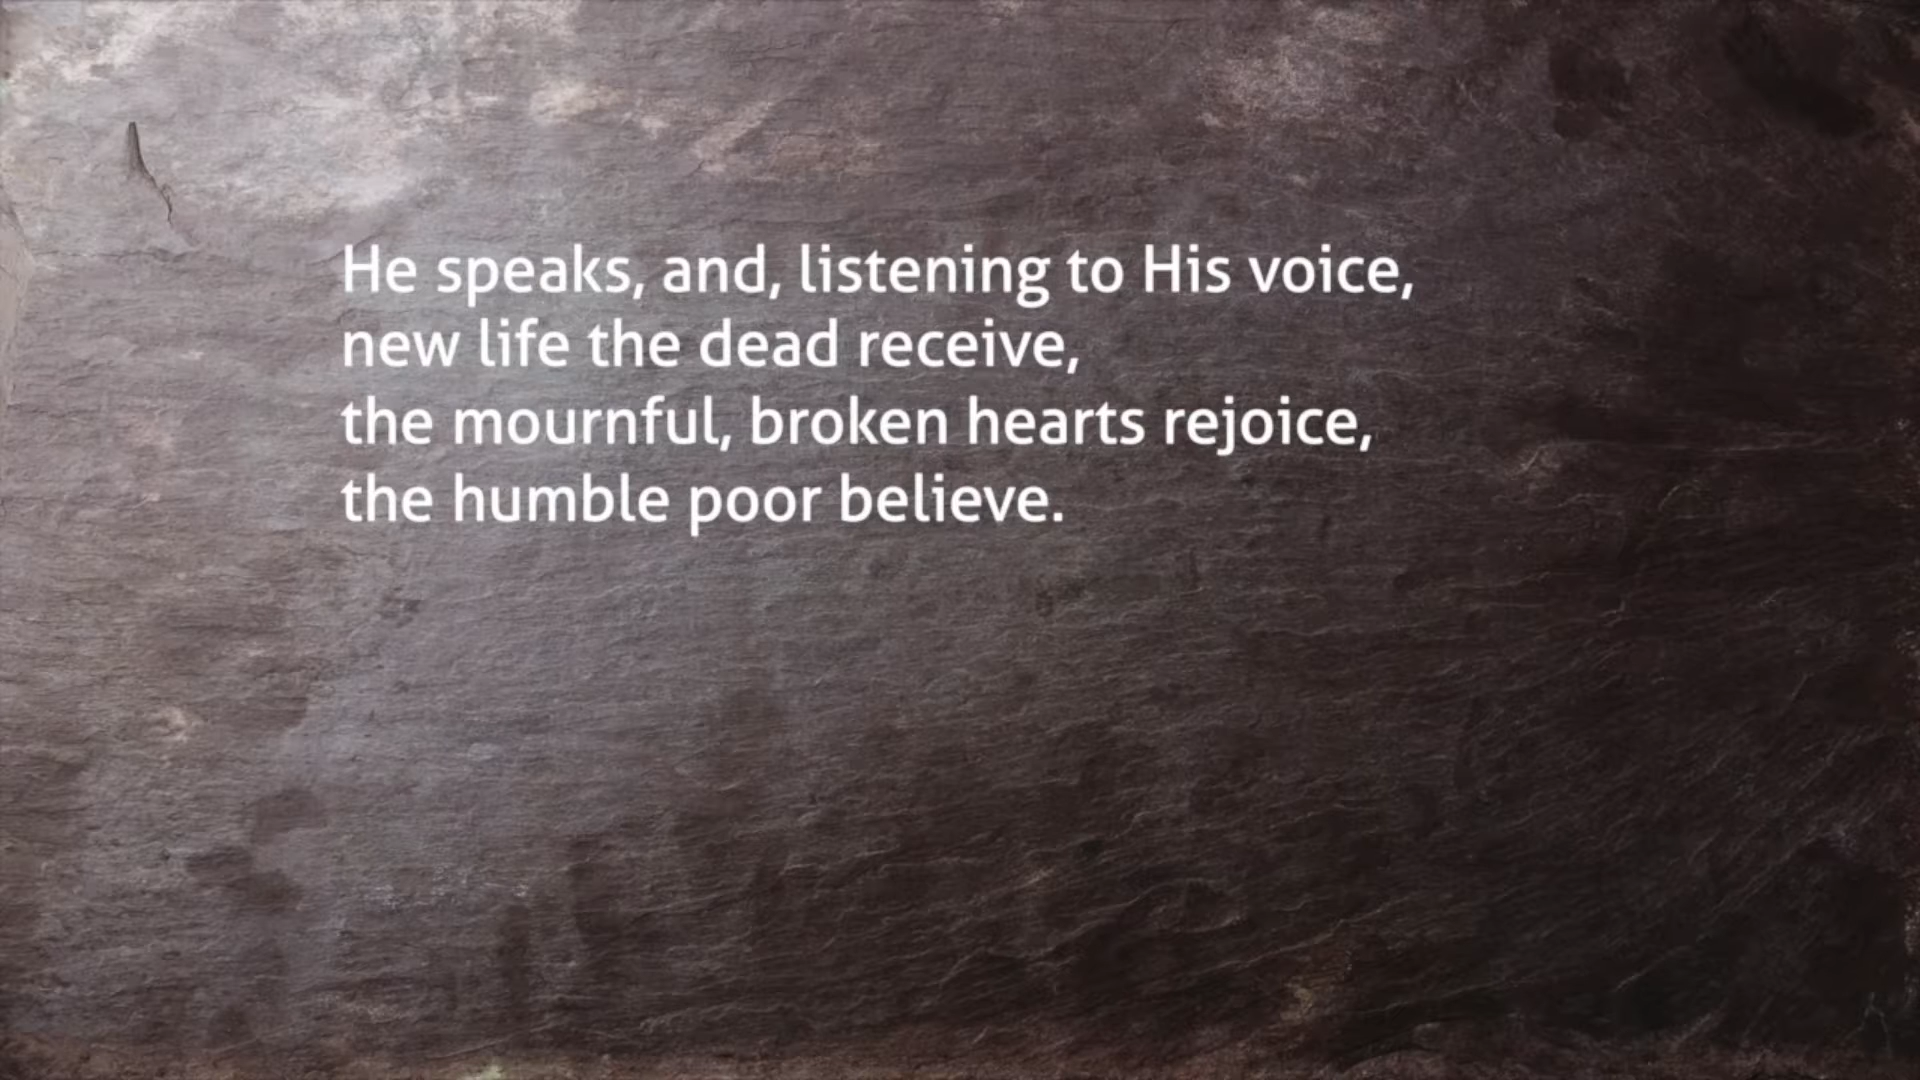 He speaks, and, listening to His voice,
new life the dead receive,
the mournful, broken hearts rejoice,
the humble poor believe.